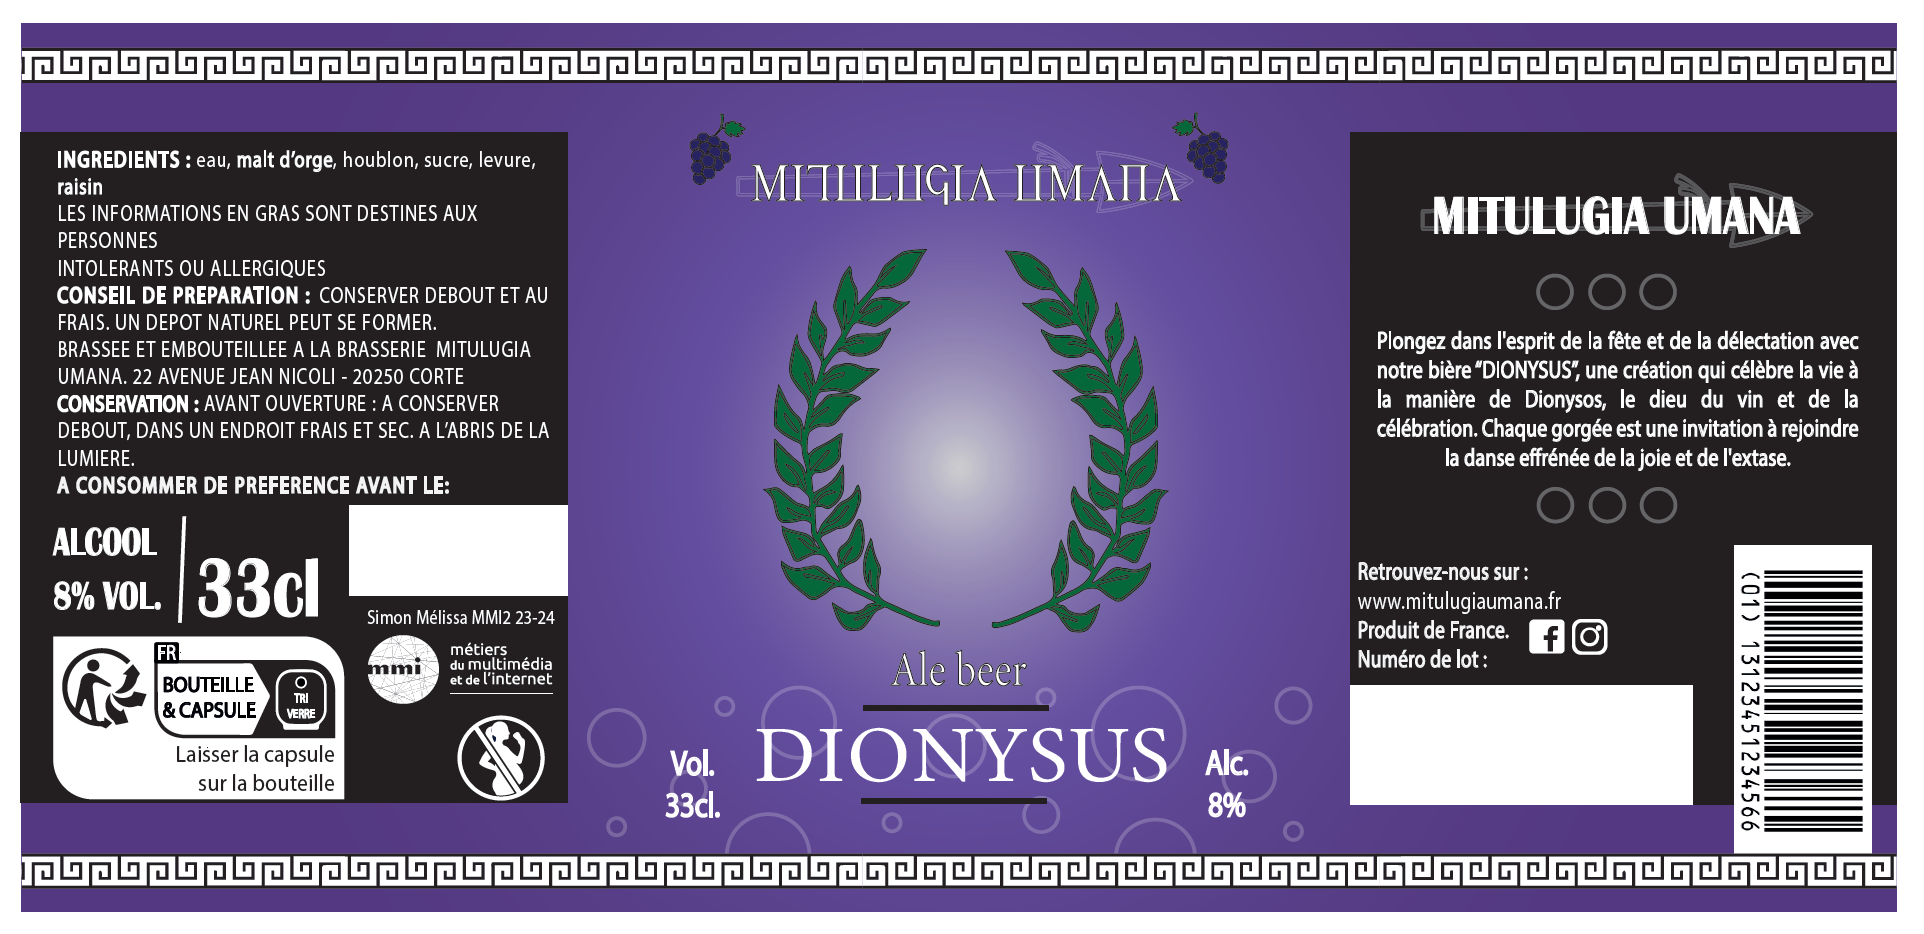 INGREDIENTS : eau, malt d’orge, houblon, sucre, levure,
raisin
LES INFORMATIONS EN GRAS SONT DESTINES AUX
PERSONNES
INTOLERANTS OU ALLERGIQUES
CONSEIL DE PREPARATION : CONSERVER DEBOUT ET AU
FRAIS. UN DEPOT NATUREL PEUT SE FORMER.
BRASSEE ET EMBOUTEILLEE A LA BRASSERIE MITULUGIA
UMANA. 22 AVENUE JEAN NICOLI - 20250 CORTE
CONSERVATION : AVANT OUVERTURE : A CONSERVER
DEBOUT, DANS UN ENDROIT FRAIS ET SEC. A L’ABRIS DE LA
LUMIERE.
A CONSOMMER DE PREFERENCE AVANT LE:
ALCOOL
8% VOL.
33cl
Simon Mélissa MMI2 23-24
mmi
métiers
du multimédia
et de l’internet
FR
BOUTEILLE
& CAPSULE
TRI
VERRE
Laisser la capsule
sur la bouteille
MITULUGIA UMANA
Ale beer
DIONYSUS
Vol.
33cl.
Alc.
8%
MITULUGIA UMANA
Plongez dans l'esprit de la fête et de la délectation avec
notre bière “DIONYSUS”, une création qui célèbre la vie à
la manière de Dionysos, le dieu du vin et de la
célébration. Chaque gorgée est une invitation à rejoindre
la danse effrénée de la joie et de l'extase.
Retrouvez-nous sur :
www.mitulugiaumana.fr
Produit de France.
Numéro de lot :
(01) 13123451234566